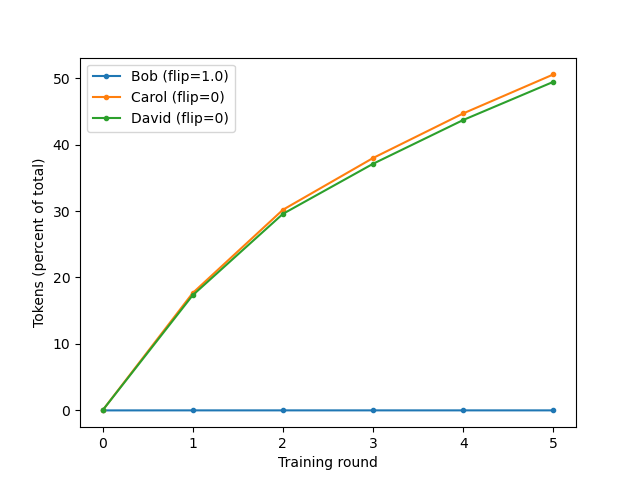 Bob (flip=1.0)
Carol (flip=0)
David (flip=0)
Tokens (percent of total)
50
40
30
20
10
0
0 1 2 3 4 5
Training round